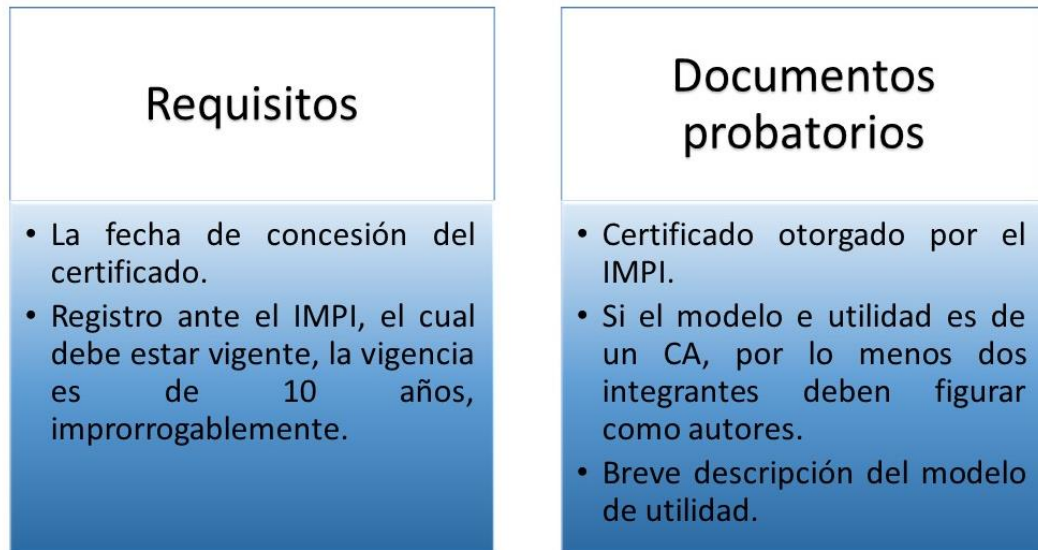 Requisitos
• La fecha de concesión del
certificado.
• Registro ante el IMPI, el cual
debe estar vigente, la vigencia
es de 10 años,
improrrogablemente.
Documentos
probatorios
• Certificado otorgado por el
IMPI.
• Si el modelo e utilidad es de
un CA, por lo menos dos
integrantes deben figurar
como autores.
• Breve descripción del modelo
de utilidad.